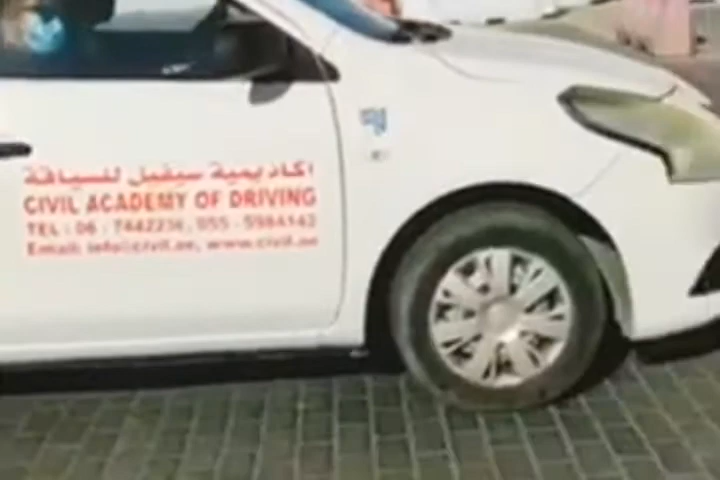 اكاديمية سيفيل للسياقة
CIVIL ACADEMY OF DRIVING
TEL : 06 - 7442236, 055 - 5984142
Email: info@civil.ae, www.civil.ae